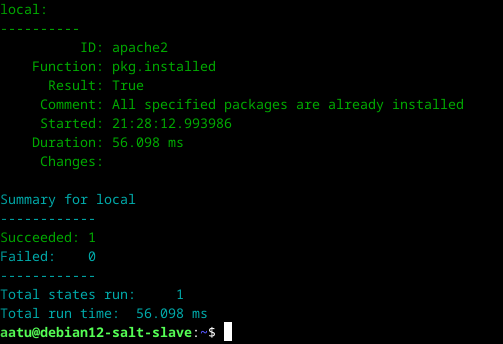 local:
----------
          ID: apache2
    Function: pkg.installed
      Result: True
     Comment: All specified packages are already installed
     Started: 21:28:12.993986
    Duration: 56.098 ms
     Changes:

Summary for local
------------
Succeeded: 1
Failed:    0
------------
Total states run:     1
Total run time:  56.098 ms
aatu@debian12-salt-slave:~$